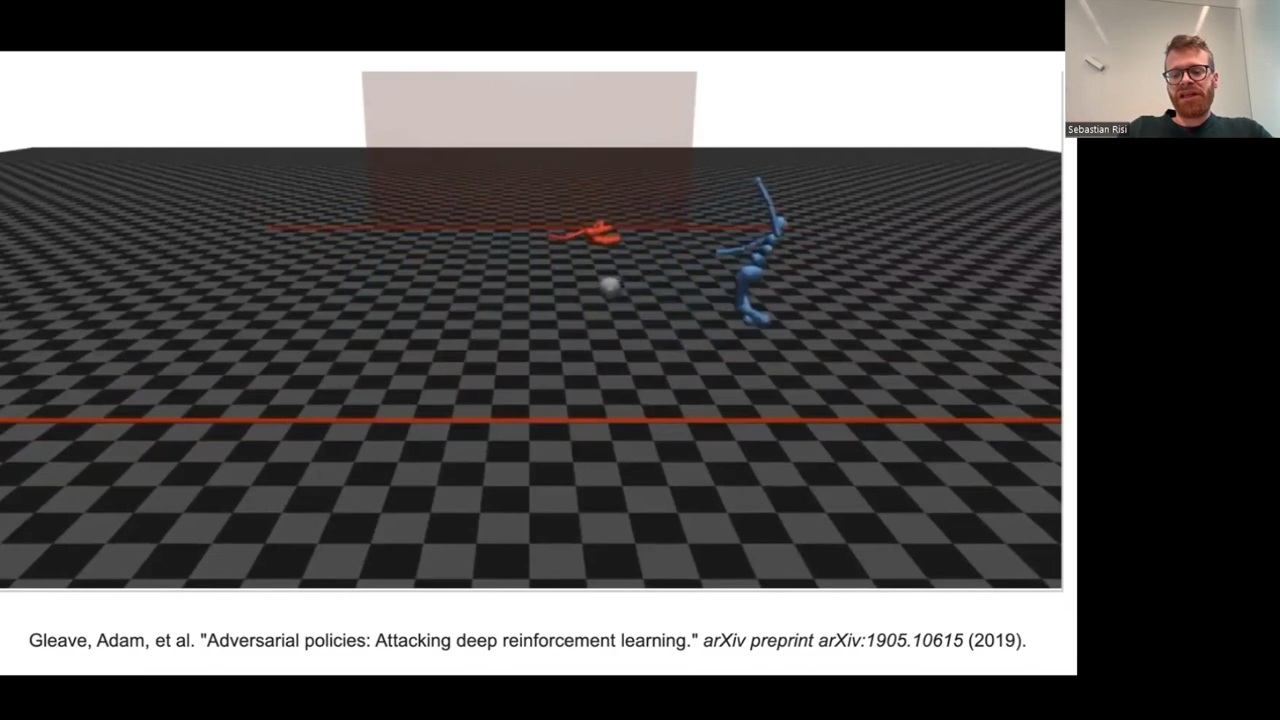 Sebastian Risi
Gleave, Adam, et al. "Adversarial policies: Attacking deep reinforcement learning." arXiv preprint arXiv:1905.10615 (2019).